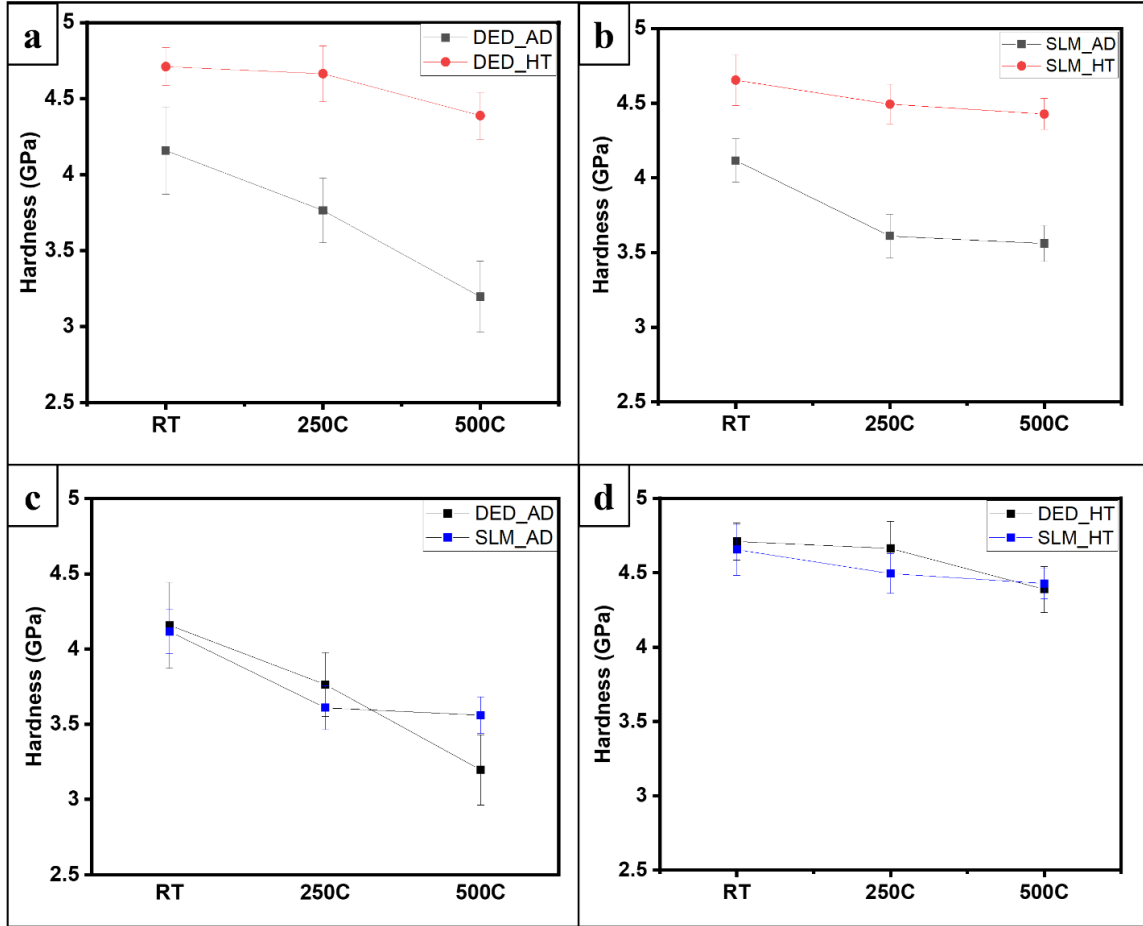 a
DED_AD
DED_HT
5
4.5
4
3.5
3
2.5
Hardness (GPa)
RT 250C 500C
b
SLM_AD
SLM_HT
5
4.5
4
3.5
3
2.5
Hardness (GPa)
RT 250C 500C
c
DED_AD
SLM_AD
5
4.5
4
3.5
3
2.5
Hardness (GPa)
RT 250C 500C
d
DED_HT
SLM_HT
5
4.5
4
3.5
3
2.5
Hardness (GPa)
RT 250C 500C